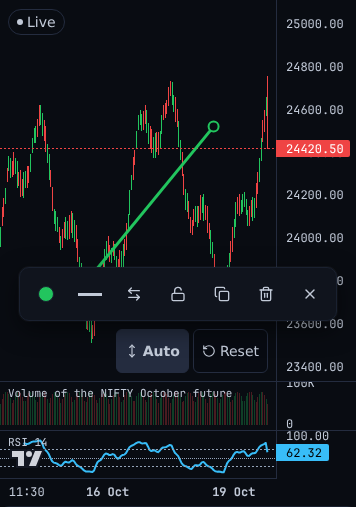 Live
25000.00
24800.00
24600.00
24420.50
24200.00
24000.00
23600.00
Auto
Reset
23400.00
Volume of the NIFTY October future
100K
0
RSI 14
100.00
62.32
11:30
16 Oct
19 Oct